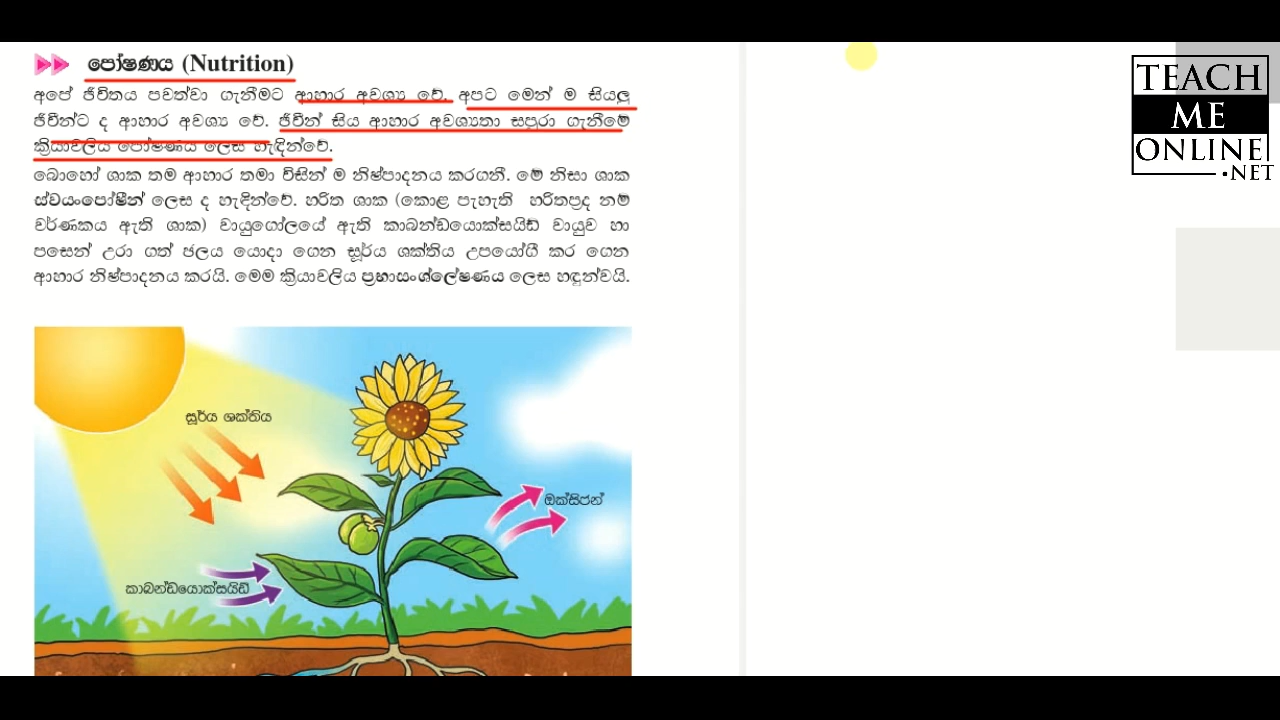 පෝෂණය (Nutrition)
අපේ ජීවිතය පවත්වා ගැනීමට ආහාර අවශ්‍ය වේ. අපට මෙන් ම සියලු
ජීවීන්ට ද ආහාර අවශ්‍ය වේ. ජීවීන් සිය ආහාර අවශ්‍යතා සපුරා ගැනීමේ
ක්‍රියාවලිය පෝෂණය ලෙස හැඳින්වේ.
බොහෝ ශාක තම ආහාර තමා විසින් ම නිෂ්පාදනය කරගනී. මේ නිසා ශාක
ස්වයංපෝෂීන් ලෙස ද හැඳින්වේ. හරිත ශාක (කොළ පැහැති හරිතප්‍රද නම්
වර්ණකය ඇති ශාක) වායුගෝලයේ ඇති කාබන්ඩයොක්සයිඩ් වායුව හා
පසෙන් උරා ගත් ජලය යොදා ගෙන සූර්ය ශක්තිය උපයෝගී කර ගෙන
ආහාර නිෂ්පාදනය කරයි. මෙම ක්‍රියාවලිය ප්‍රභාසංශ්ලේෂණය ලෙස හඳුන්වයි.
සූර්ය ශක්තිය
ඔක්සිජන්
කාබන්ඩයොක්සයිඩ්
TEACH
ME
ONLINE
.NET